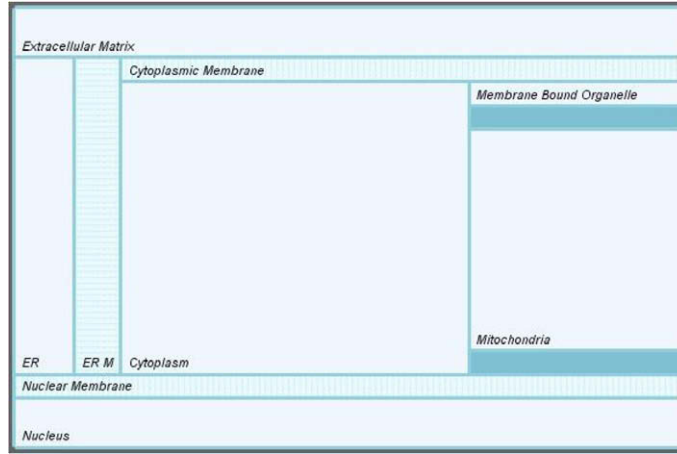 Extracellular Matrix
Cytoplasmic Membrane
Membrane Bound Organelle
Mitochondria
ER
ER M
Cytoplasm
Nuclear Membrane
Nucleus